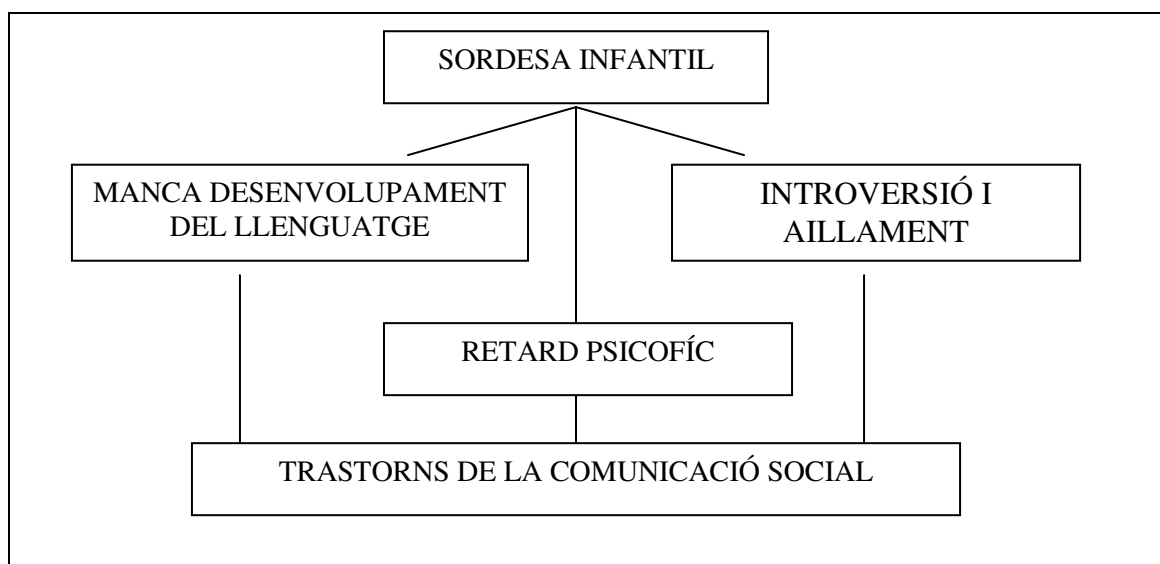 SORDESA INFANTIL
MANCA DESENVOLUPAMENT
DEL LLENGUATGE
INTROVERSIÓ I
AILLAMENT
RETARD PSICOFÍC
TRASTORNS DE LA COMUNICACIÓ SOCIAL